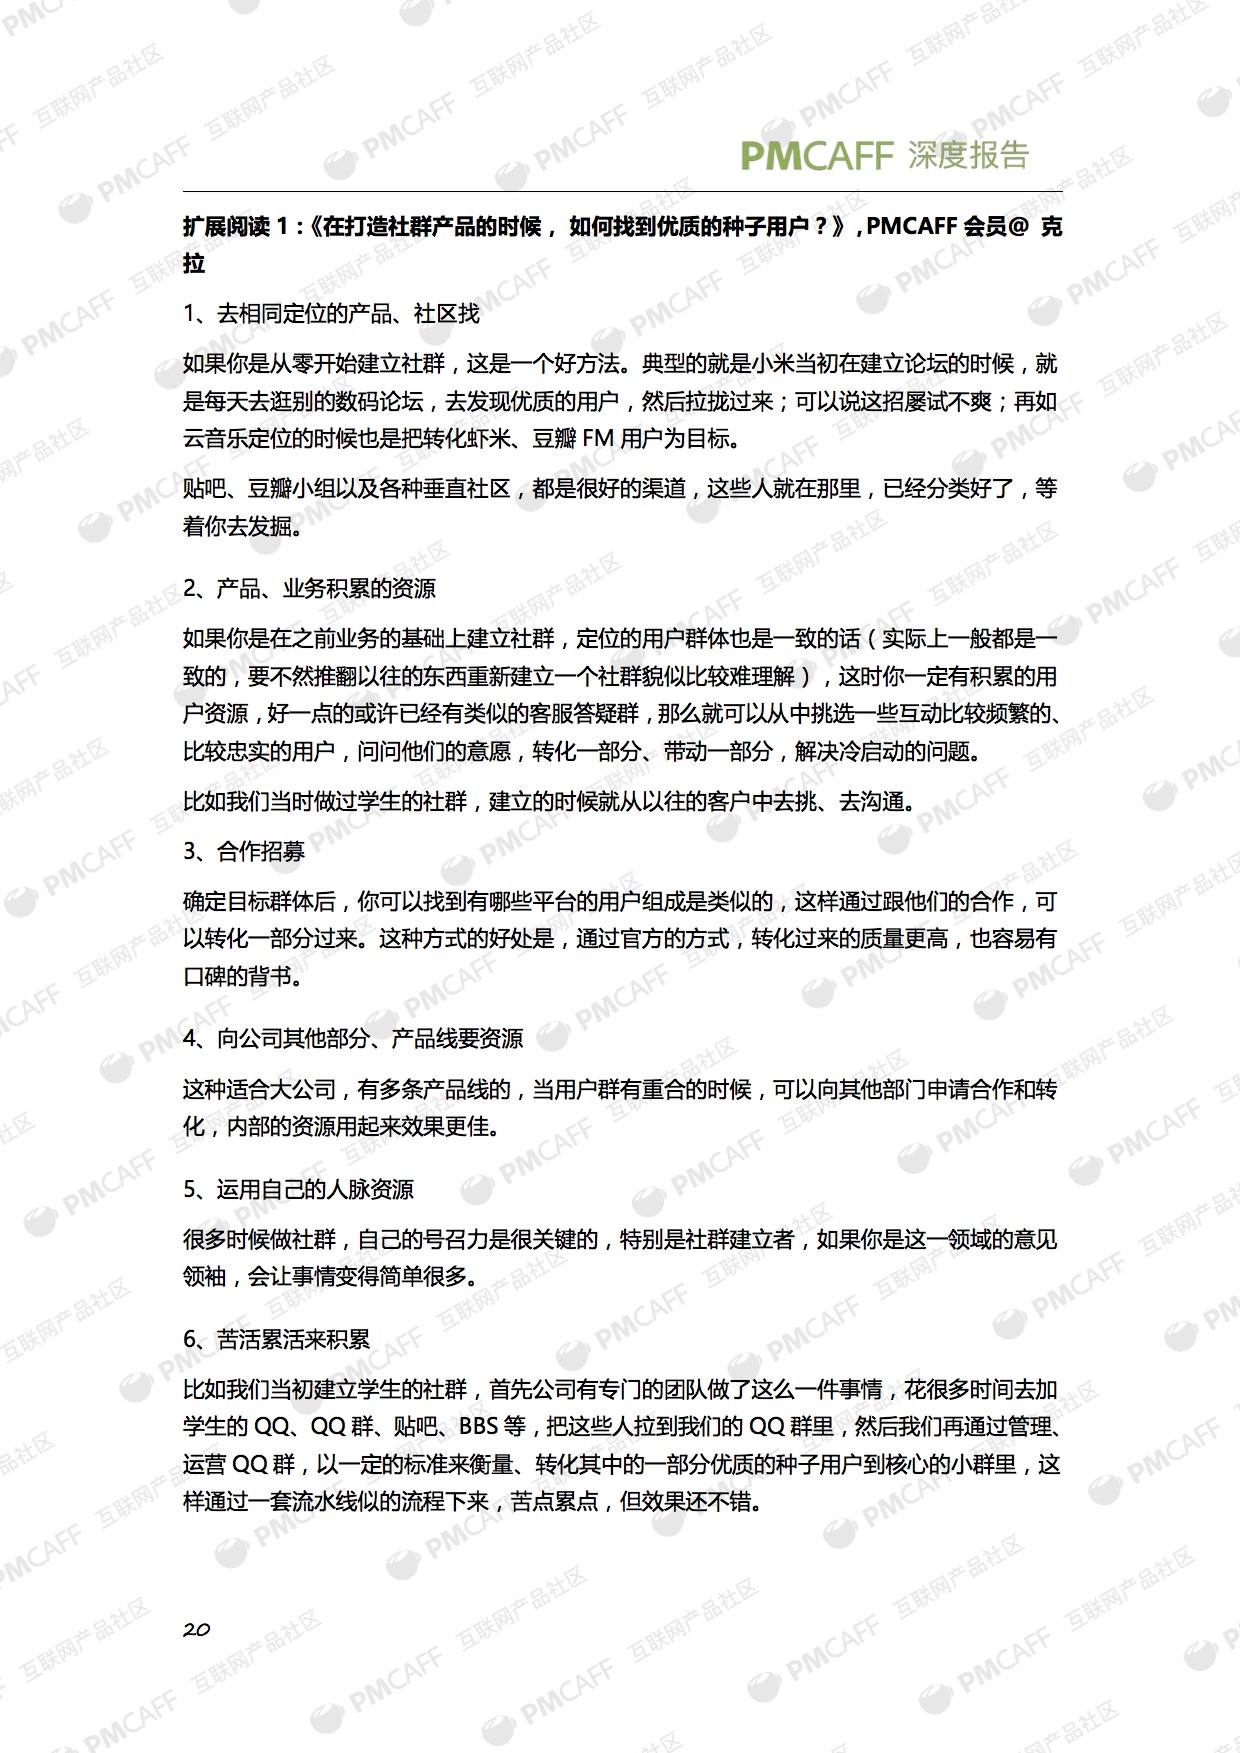 PMCAFF 深度报告
扩展阅读 1：《在打造社群产品的时候， 如何找到优质的种子用户？》，PMCAFF 会员@ 克
拉
1、去相同定位的产品、社区找
如果你是从零开始建立社群，这是一个好方法。典型的就是小米当初在建立论坛的时候，就
是每天去逛别的数码论坛，去发现优质的用户，然后拉拢过来；可以说这招屡试不爽；再如
云音乐定位的时候也是把转化虾米、豆瓣 FM 用户为目标。
贴吧、豆瓣小组以及各种垂直社区，都是很好的渠道，这些人就在那里，已经分类好了，等
着你去发掘。
2、产品、业务积累的资源
如果你是在之前业务的基础上建立社群，定位的用户群体也是一致的话（实际上一般都是一
致的，要不然推翻以往的东西重新建立一个社群貌似比较难理解），这时你一定有积累的用
户资源，好一点的或许已经有类似的客服答疑群，那么就可以从中挑选一些互动比较频繁的、
比较忠实的用户，问问他们的意愿，转化一部分、带动一部分，解决冷启动的问题。
比如我们当时做过学生的社群，建立的时候就从以往的客户中去挑、去沟通。
3、合作招募
确定目标群体后，你可以找到有哪些平台的用户组成是类似的，这样通过跟他们的合作，可
以转化一部分过来。这种方式的好处是，通过官方的方式，转化过来的质量更高，也容易有
口碑的背书。
4、向公司其他部分、产品线要资源
这种适合大公司，有多条产品线的，当用户群有重合的时候，可以向其他部门申请合作和转
化，内部的资源用起来效果更佳。
5、运用自己的人脉资源
很多时候做社群，自己的号召力是很关键的，特别是社群建立者，如果你是这一领域的意见
领袖，会让事情变得简单很多。
6、苦活累活来积累
比如我们当初建立学生的社群，首先公司有专门的团队做了这么一件事情，花很多时间去加
学生的 QQ、QQ 群、贴吧、BBS 等，把这些人拉到我们的 QQ 群里，然后我们再通过管理、
运营 QQ 群，以一定的标准来衡量、转化其中的一部分优质的种子用户到核心的小群里，这
样通过一套流水线似的流程下来，苦点累点，但效果还不错。
20